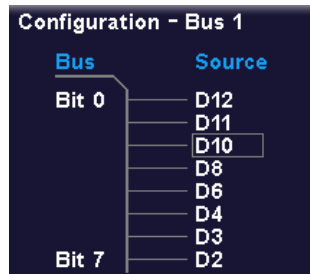 Configuration - Bus 1
Bus Source
Bit 0 D12
D11
D10
D8
D6
D4
D3
Bit 7 D2